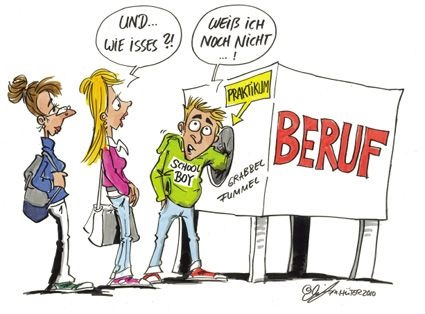 UND...
WIE ISSES ?!
WEIß ICH
NOCH NICHT
... !
PRAKTIKUM
BERUF
SCHOOL
BOY
GRABBEL
FUMMEL